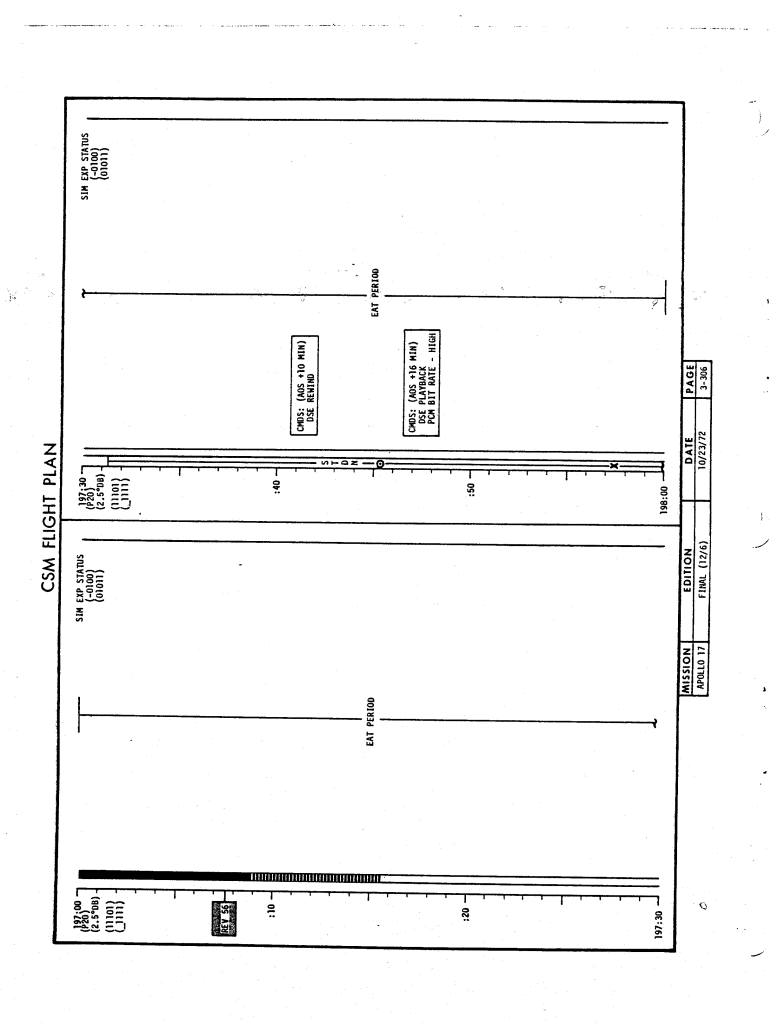 CSM FLIGHT PLAN
197:00
(P20)
(2.5°DB)
(11101)
(_1111)
REV 56
:10
:20
197:30
EAT PERIOD
SIM EXP STATUS
(-0100)
(01011)
197:30
(P20)
(2.5°DB)
(11101)
(_1111)
:40
:50
198:00
S T D N
X
CMDS: (AOS +10 MIN)
DSE REWIND
CMDS: (AOS +16 MIN)
DSE PLAYBACK
PCM BIT RATE - HIGH
EAT PERIOD
SIM EXP STATUS
(-0100)
(01011)
MISSION EDITION DATE PAGE
APOLLO 17 FINAL (12/6) 10/23/72 3-306